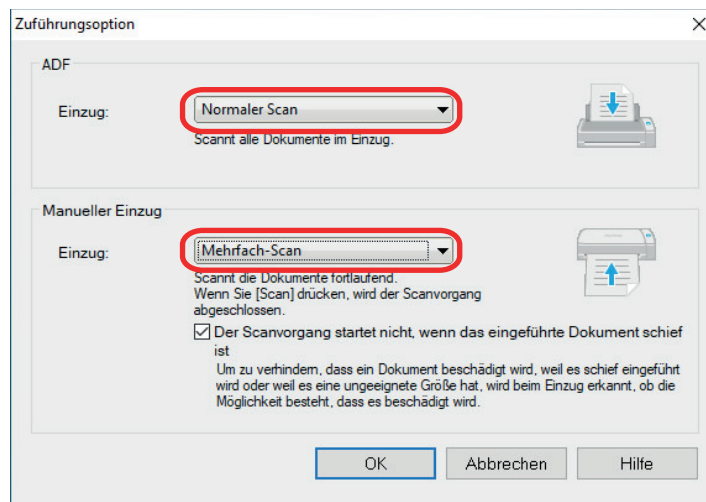 Zuführungsoption
ADF
Einzug:
Normaler Scan
Scannt alle Dokumente im Einzug.
Manueller Einzug
Einzug:
Mehrfach-Scan
Scannt die Dokumente fortlaufend.
Wenn Sie [Scan] drücken, wird der Scanvorgang
abgeschlossen.
Der Scanvorgang startet nicht, wenn das eingeführte Dokument schief
ist
Um zu verhindern, dass ein Dokument beschädigt wird, weil es schief eingeführt
wird oder weil es eine ungeeignete Größe hat, wird beim Einzug erkannt, ob die
Möglichkeit besteht, dass es beschädigt wird.
OK
Abbrechen
Hilfe